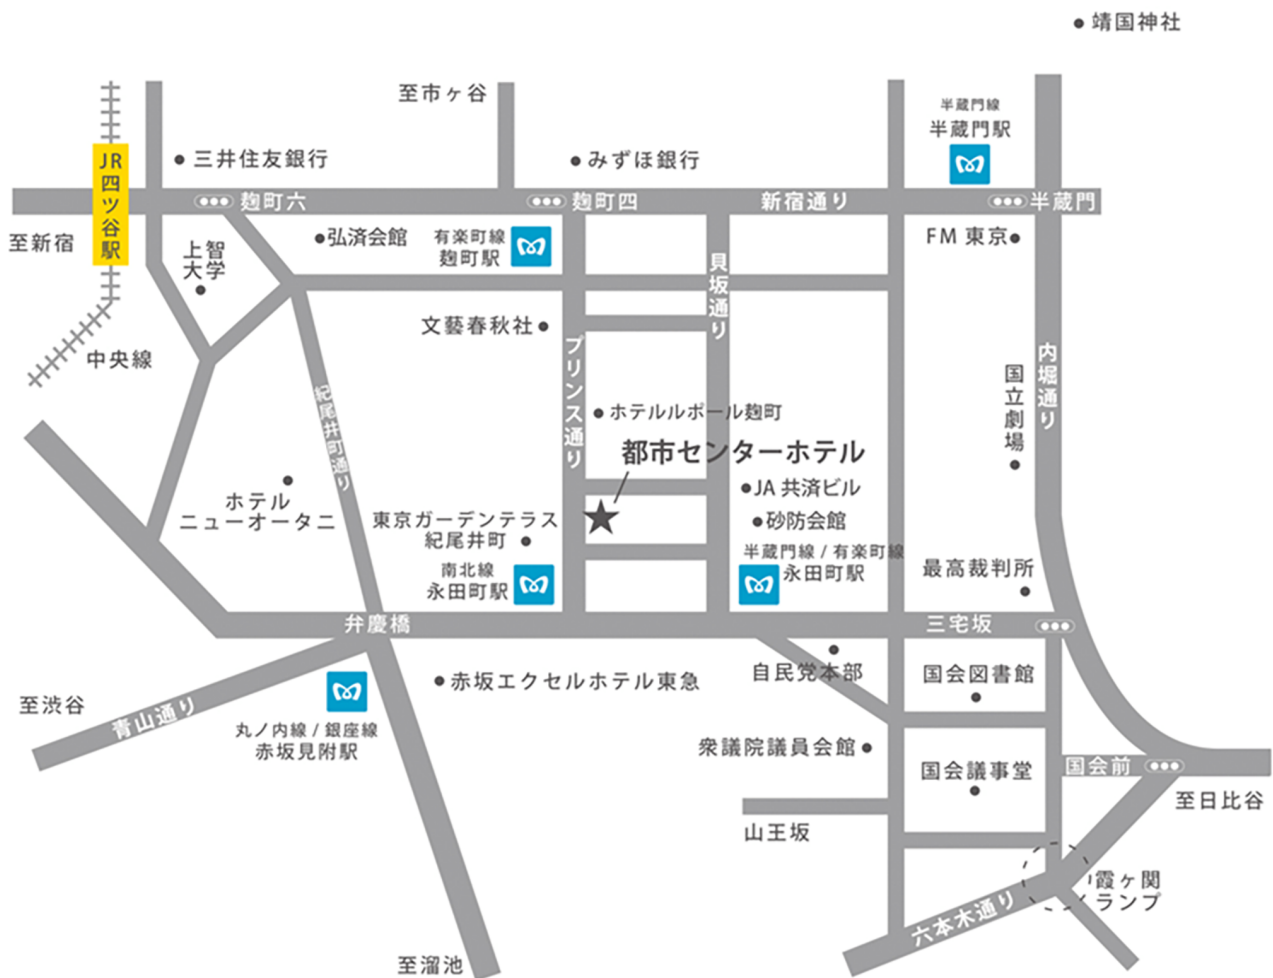 靖国神社
至市ヶ谷
半蔵門線
半蔵門駅
JR四ツ谷駅
三井住友銀行
みずほ銀行
麹町六
麹町四
新宿通り
半蔵門
至新宿
上智
大学
弘済会館
有楽町線
麹町駅
貝坂通り
FM 東京
中央線
文藝春秋社
プリンス通り
内堀通り
国立劇場
紀尾井町通り
ホテルルポール麹町
都市センターホテル
ホテル
ニューオータニ
JA 共済ビル
東京ガーデンテラス
紀尾井町
砂防会館
南北線
永田町駅
半蔵門線 / 有楽町線
永田町駅
最高裁判所
弁慶橋
三宅坂
自民党本部
国会図書館
赤坂エクセルホテル東急
至渋谷
青山通り
丸ノ内線 / 銀座線
赤坂見附駅
衆議院議員会館
国会議事堂
国会前
至日比谷
山王坂
霞ヶ関
ランプ
六本木通り
至溜池